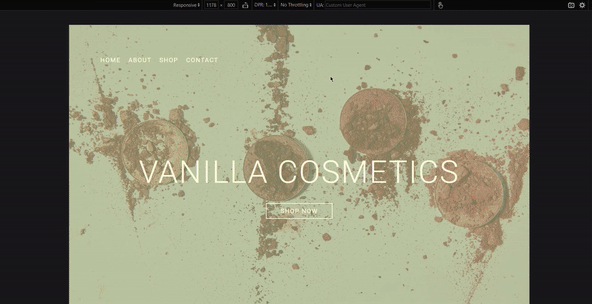 Responsive 1178 × 800 DPR: 1... No Throttling UA: Custom User Agent
HOME ABOUT SHOP CONTACT
VANILLA COSMETICS
SHOP NOW